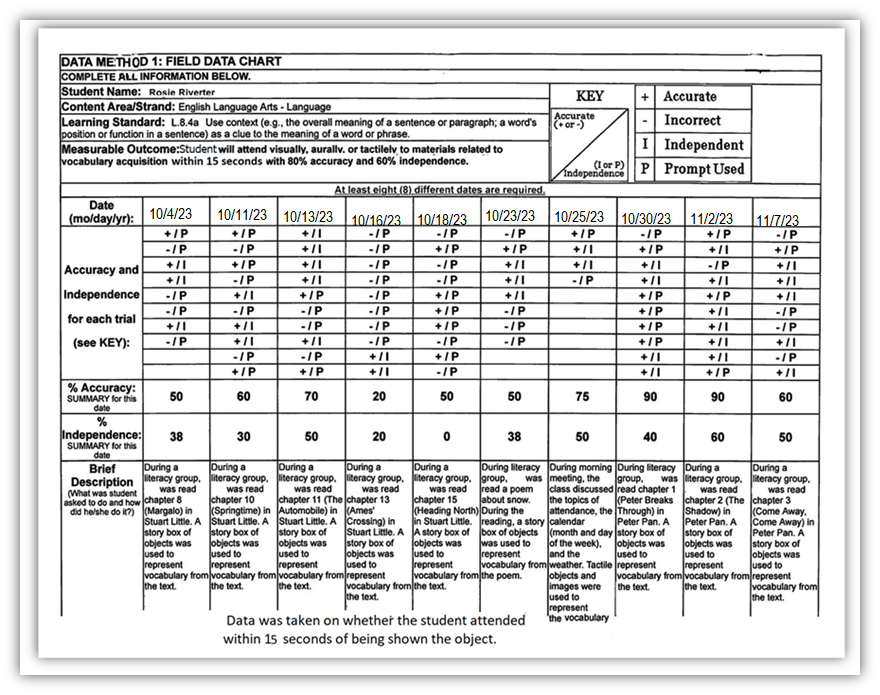 DATA METHOD 1: FIELD DATA CHART
COMPLETE ALL INFORMATION BELOW.
Student Name: Rosie Riverter
Content Area/Strand: English Language Arts - Language
Learning Standard: L.8.4a Use context (e.g., the overall meaning of a sentence or paragraph; a word's
position or function in a sentence) as a clue to the meaning of a word or phrase.
Measurable Outcome:Student will attend visually, aurally, or tactilely to materials related to
vocabulary acquisition within 15 seconds with 80% accuracy and 60% independence.
KEY
Accurate
(+ or -)
(I or P)
Independence
+ Accurate
- Incorrect
I Independent
P Prompt Used
At least eight (8) different dates are required.
Date
(mo/day/yr):
10/4/23 10/11/23 10/13/23 10/16/23 10/18/23 10/23/23 10/25/23 10/30/23 11/2/23 11/7/23
Accuracy and
Independence
for each trial
(see KEY):
+/P +/P +/I -/P -/P -/P +/P -/P +/P -/P
-/P -/P +/I -/P +/P +/P +/I +/P +/I +/P
+/I +/P +/I -/P -/P +/I +/I +/I -/P +/I
+/I -/P +/I -/P +/P +/I -/P +/I +/I +/I
-/P +/I +/P -/P +/P +/I +/P +/P +/I
-/P +/I -/P -/P +/P -/P +/P +/I -/P
+/I +/I -/P -/P -/P -/P +/P +/I -/P
-/P +/I +/I -/P -/P -/P +/P +/I +/I
-/P -/P +/I +/P +/I +/I -/P
+/P +/P +/I -/P +/I +/P +/I
% Accuracy:
SUMMARY for this
date
50 60 70 20 50 50 75 90 90 60
%
Independence:
SUMMARY for this
date
38 30 50 20 0 38 50 40 60 50
Brief
Description
(What was student
asked to do and how
did he/she do it?)
During a
literacy group,
was read
chapter 8
(Margalo) in
Stuart Little. A
story box of
objects was
used to
represent
vocabulary from
the text.
During a
literacy group,
was read
chapter 10
(Springtime) in
Stuart Little. A
story box of
objects was
used to
represent
vocabulary from
the text.
During a
literacy group,
was read
chapter 11 (The
Automobile) in
Stuart Little. A
story box of
objects was
used to
represent
vocabulary from
the text.
During a
literacy group,
was read
chapter 13
(Ames'
Crossing) in
Stuart Little. A
story box of
objects was
used to
represent
vocabulary from
the text.
During a
literacy group,
was read
chapter 15
(Heading North)
in Stuart Little.
A story box of
objects was
used to
represent
vocabulary from
the text.
During literacy
group, was
read a poem
about snow.
During the
reading, a story
box of objects
was used to
represent
vocabulary from
the poem.
During morning
meeting, the
class discussed
the topics of
attendance, the
calendar
(month and day
of the week),
and the
weather. Tactile
objects and
images were
used to
represent
the vocabulary
During literacy
group, was
read chapter 1
(Peter Breaks
Through) in
Peter Pan. A
story box of
objects was
used to
represent
vocabulary from
the text.
During a
literacy group,
was read
chapter 2 (The
Shadow) in
Peter Pan. A
story box of
objects was
used to
represent
vocabulary from
the text.
During a
literacy group,
was read
chapter 3
(Come Away,
Come Away) in
Peter Pan. A
story box of
objects was
used to
represent
vocabulary from
the text.
Data was taken on whether the student attended
within 15 seconds of being shown the object.